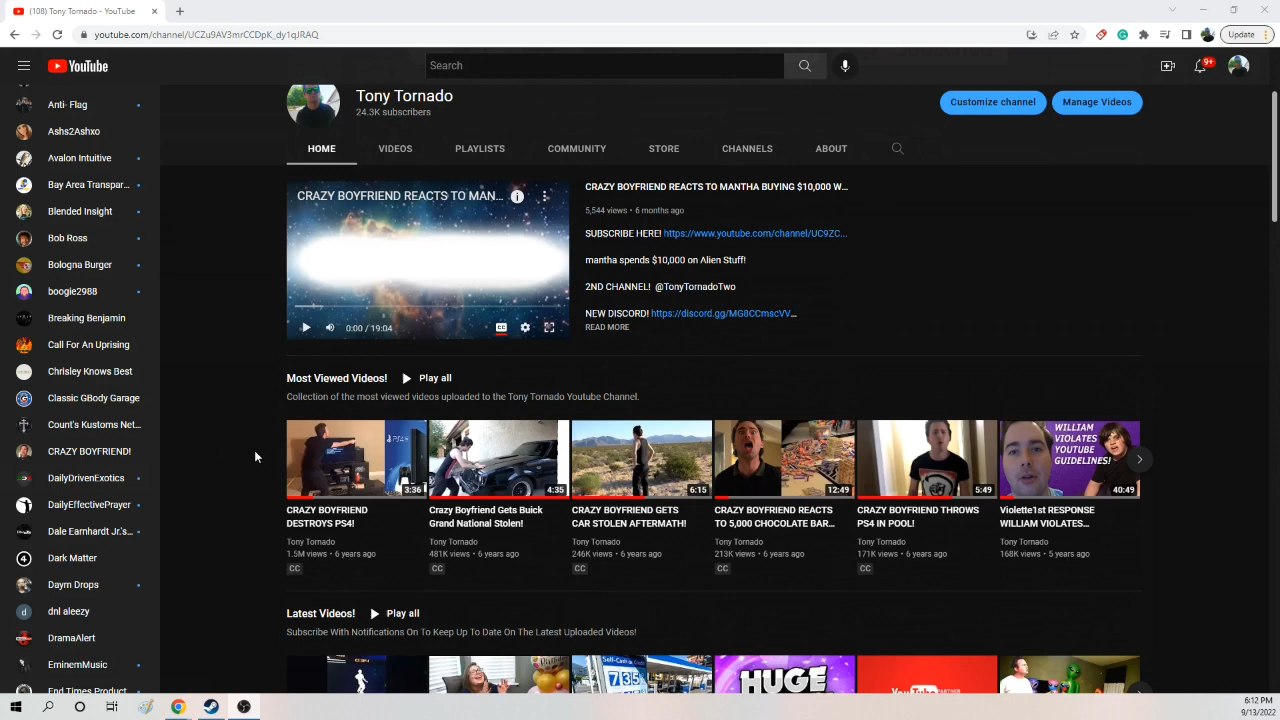 (108) Tony Tornado - YouTube
youtube.com/channel/UCZu9AV3mrCCDpK_dy1qJRAQ
Update
YouTube
Search
9+
Anti- Flag
Ashs2Ashxo
Avalon Intuitive
Bay Area Transpar...
Blended Insight
Bob Ross
Bologna Burger
boogie2988
Breaking Benjamin
Call For An Uprising
Chrisley Knows Best
Classic GBody Garage
Count's Kustoms Net...
CRAZY BOYFRIEND!
DailyDrivenExotics
DailyEffectivePrayer
Dale Earnhardt Jr.'s...
Dark Matter
Daym Drops
dnl aleezy
DramaAlert
EminemMusic
End Times Product...
Tony Tornado
24.3K subscribers
Customize channel
Manage Videos
HOME VIDEOS PLAYLISTS COMMUNITY STORE CHANNELS ABOUT
CRAZY BOYFRIEND REACTS TO MAN...
0:00 / 19:04
CC
CRAZY BOYFRIEND REACTS TO MANTHA BUYING $10,000 W...
5,544 views • 6 months ago
SUBSCRIBE HERE! https://www.youtube.com/channel/UC9ZC...
mantha spends $10,000 on Alien Stuff!
2ND CHANNEL! @TonyTornadoTwo
NEW DISCORD! https://discord.gg/MG8CCmscVV...
READ MORE
Most Viewed Videos!
Play all
Collection of the most viewed videos uploaded to the Tony Tornado Youtube Channel.
PS4
3:36
CRAZY BOYFRIEND
DESTROYS PS4!
Tony Tornado
1.5M views • 6 years ago
CC
4:35
Crazy Boyfriend Gets Buick
Grand National Stolen!
Tony Tornado
481K views • 6 years ago
CC
6:15
CRAZY BOYFRIEND GETS
CAR STOLEN AFTERMATH!
Tony Tornado
246K views • 6 years ago
CC
12:49
CRAZY BOYFRIEND REACTS
TO 5,000 CHOCOLATE BAR...
Tony Tornado
213K views • 6 years ago
CC
5:49
CRAZY BOYFRIEND THROWS
PS4 IN POOL!
Tony Tornado
171K views • 6 years ago
CC
WILLIAM
VIOLATES
YOUTUBE
GUIDELINES!
40:49
Violette1st RESPONSE
WILLIAM VIOLATES...
Tony Tornado
168K views • 5 years ago
Latest Videos!
Play all
Subscribe With Notifications On To Keep Up To Date On The Latest Uploaded Videos!
Self-Cash or Credit
735
HUGE
YouTube PARTNER
6:12 PM
9/13/2022